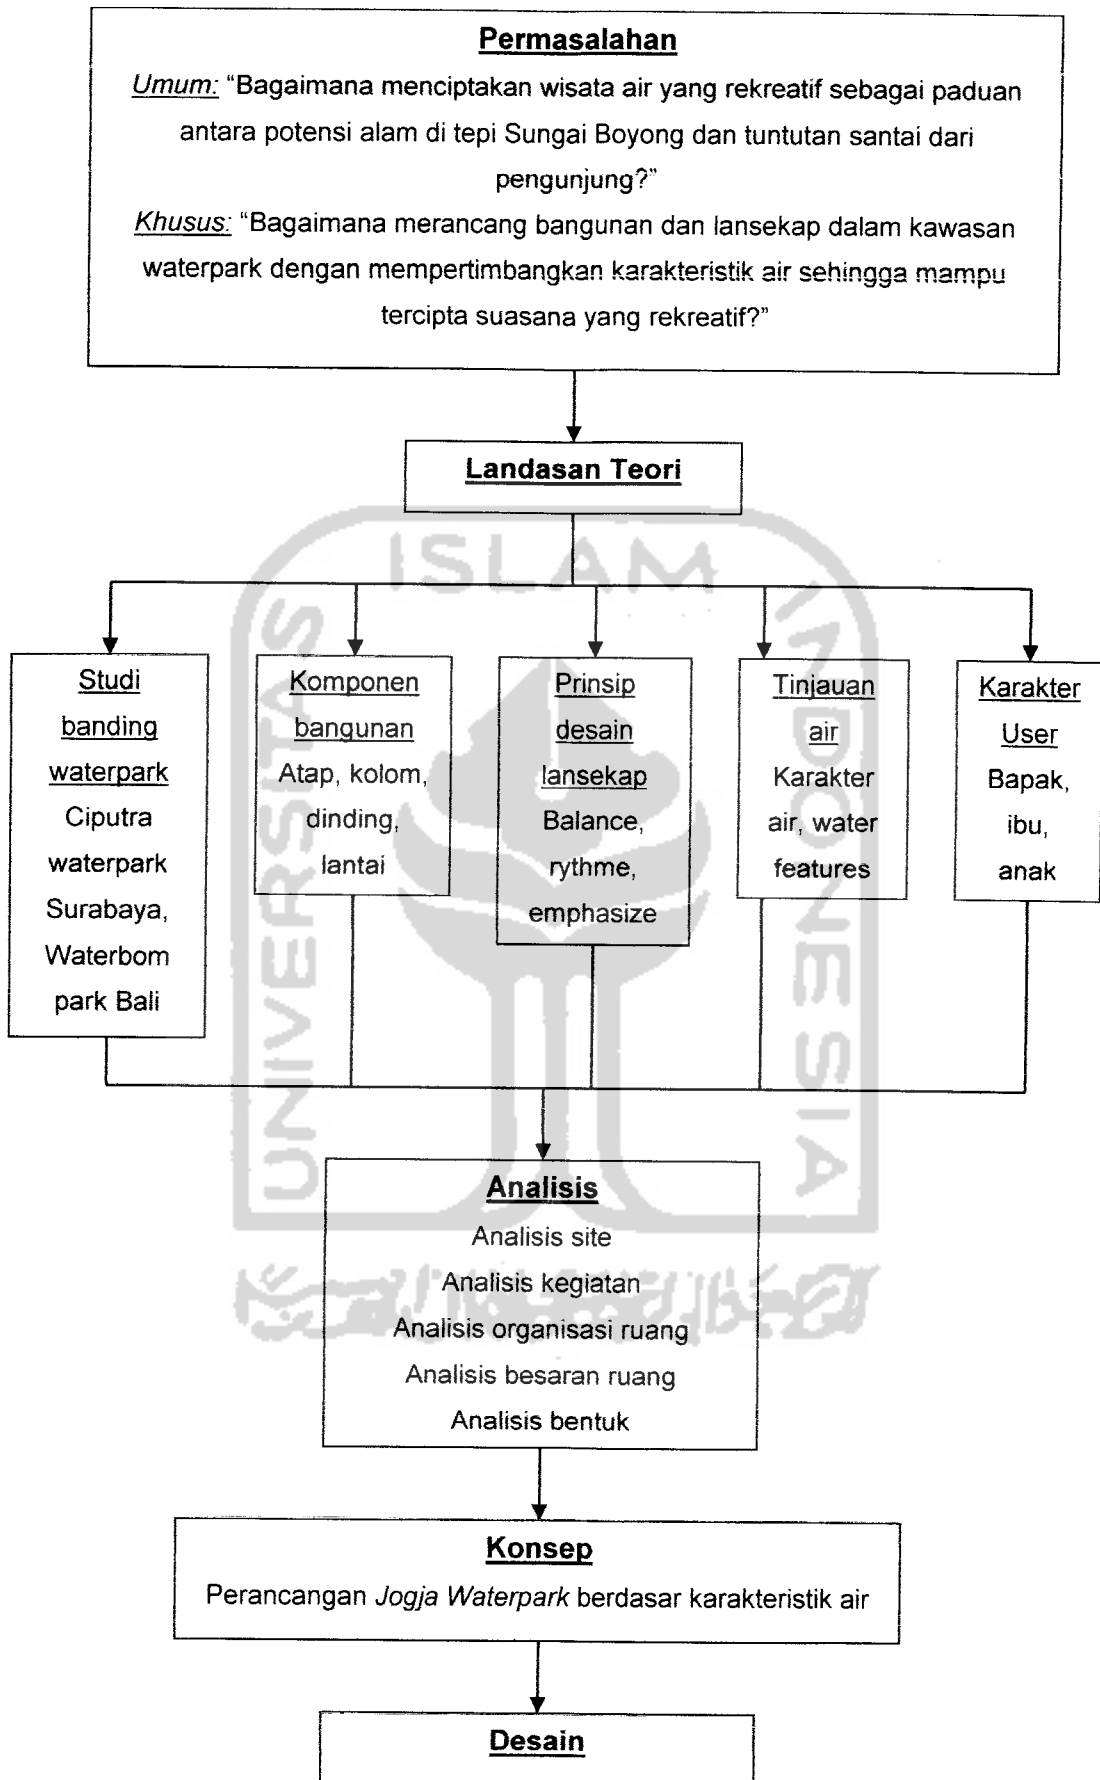 Permasalahan
Umum: “Bagaimana menciptakan wisata air yang rekreatif sebagai paduan
antara potensi alam di tepi Sungai Boyong dan tuntutan santai dari
pengunjung?”
Khusus: “Bagaimana merancang bangunan dan lansekap dalam kawasan
waterpark dengan mempertimbangkan karakteristik air sehingga mampu
tercipta suasana yang rekreatif?”
Landasan Teori
Studi
banding
waterpark
Ciputra
waterpark
Surabaya,
Waterbom
park Bali
Komponen
bangunan
Atap, kolom,
dinding,
lantai
Prinsip
desain
lansekap
Balance,
rythme,
emphasize
Tinjauan
air
Karakter
air, water
features
Karakter
User
Bapak,
ibu,
anak
Analisis
Analisis site
Analisis kegiatan
Analisis organisasi ruang
Analisis besaran ruang
Analisis bentuk
Konsep
Perancangan Jogja Waterpark berdasar karakteristik air
Desain
UNIVERSITAS
ISLAM
INDONESIA